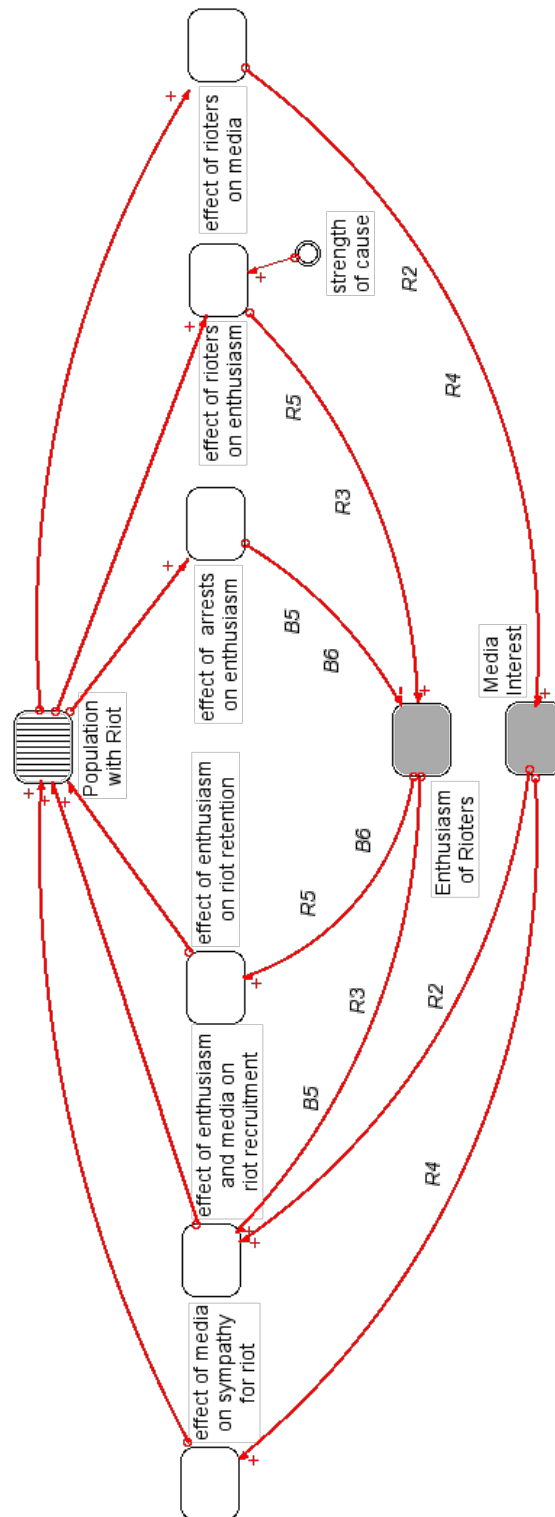 effect of rioters
on media
effect of rioters
on enthusiasm
strength
of cause
R2
R4
R5
R3
effect of  arrests
on enthusiasm
B5
B6
Population
with Riot
Media
Interest
Enthusiasm
of Rioters
effect of enthusiasm
on riot retention
R5
B6
effect of enthusiasm
and media on
riot recruitment
B5
R3
R2
R4
effect of media
on sympathy
for riot
+
+
+
+
+
+
+
-
+
+
+
+
+
+